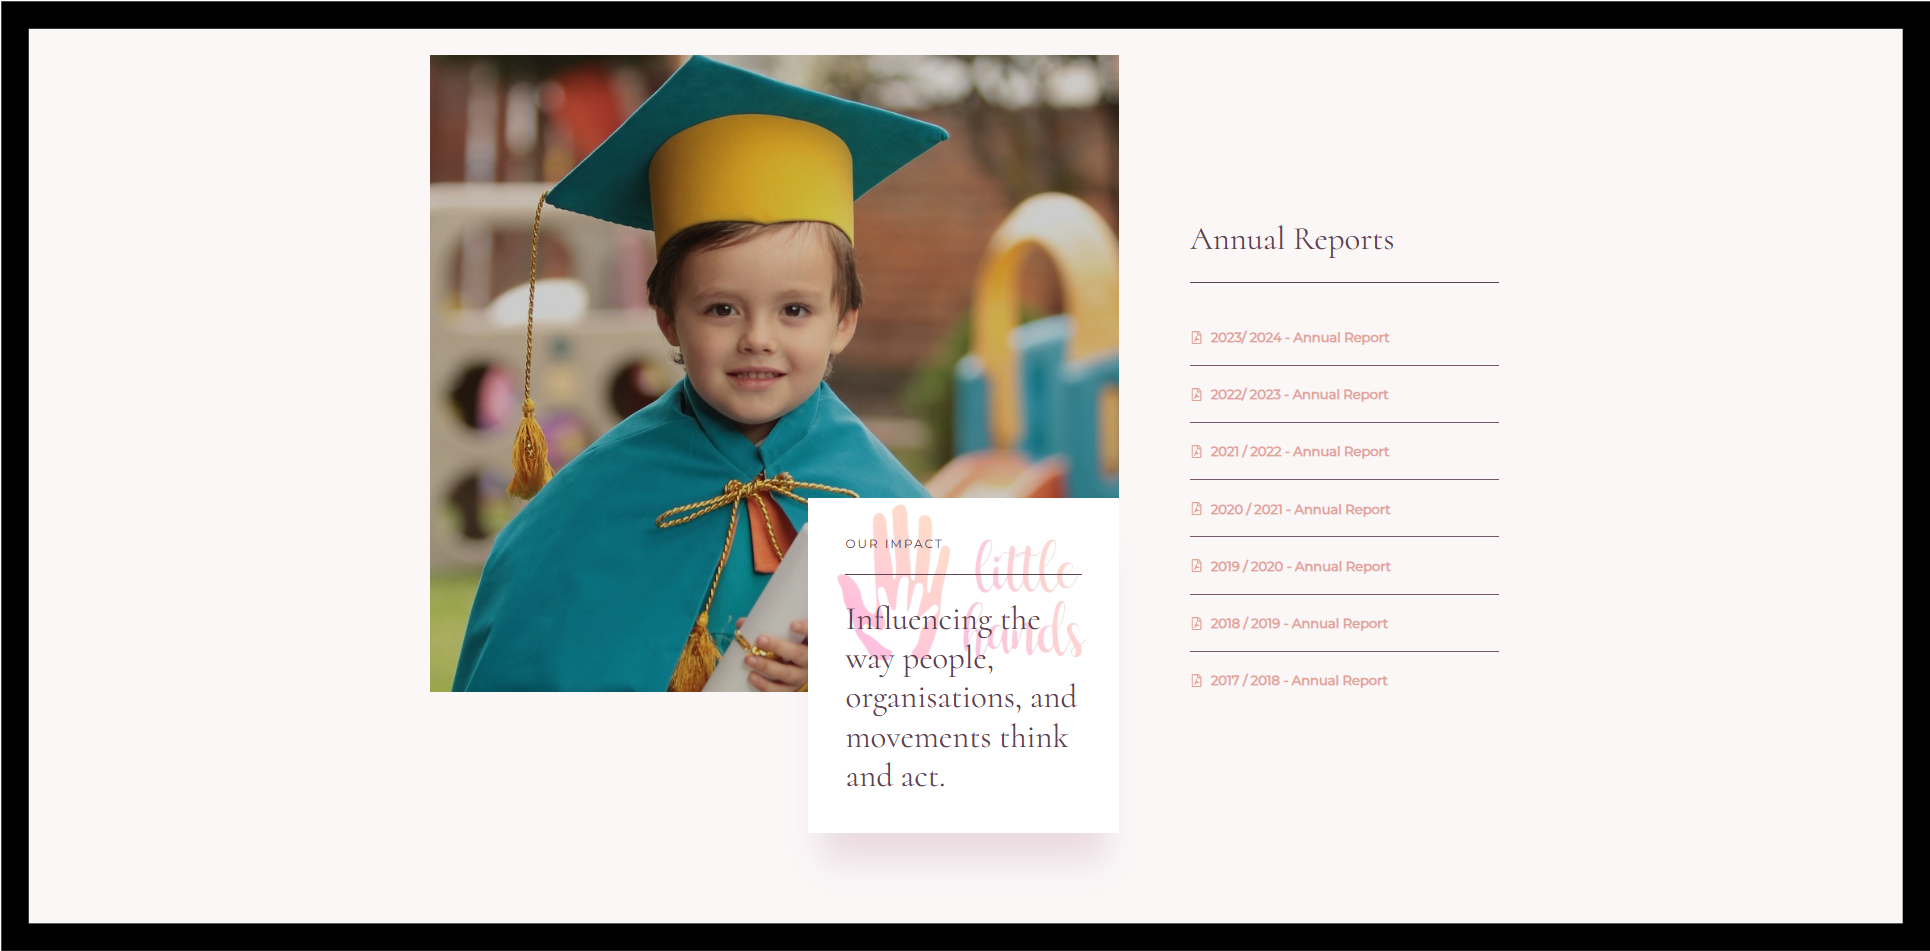 OUR IMPACT
little
hands
Influencing the
way people,
organisations, and
movements think
and act.
Annual Reports
2023/ 2024 - Annual Report
2022/ 2023 - Annual Report
2021 / 2022 - Annual Report
2020 / 2021 - Annual Report
2019 / 2020 - Annual Report
2018 / 2019 - Annual Report
2017 / 2018 - Annual Report